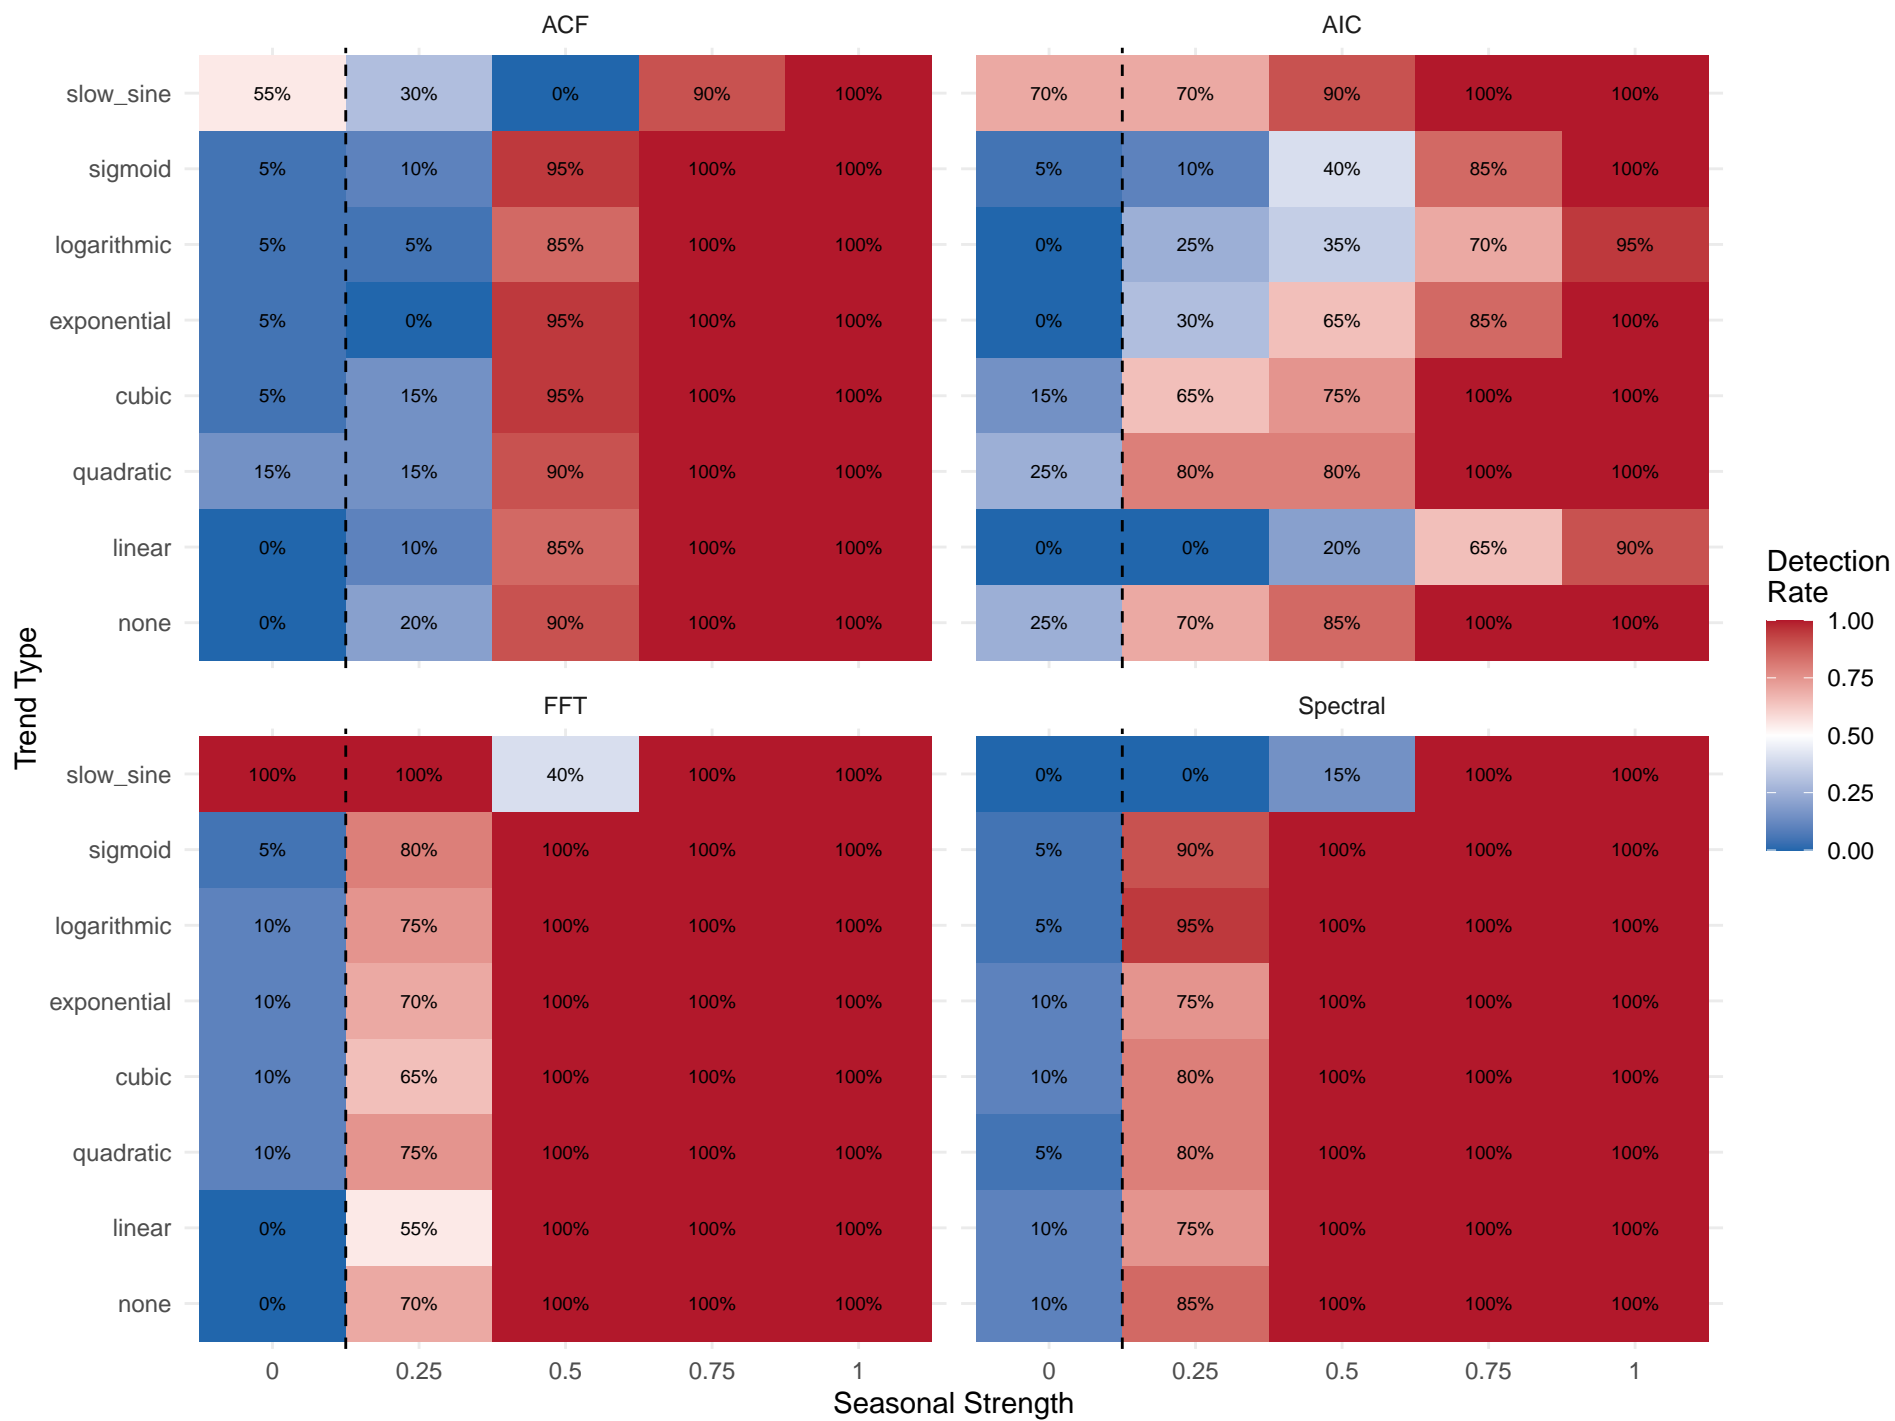 ACF
AIC
slow_sine 55% 30% 0% 90% 100% 70% 70% 90% 100% 100%
sigmoid 5% 10% 95% 100% 100% 5% 10% 40% 85% 100%
logarithmic 5% 5% 85% 100% 100% 0% 25% 35% 70% 95%
exponential 5% 0% 95% 100% 100% 0% 30% 65% 85% 100%
cubic 5% 15% 95% 100% 100% 15% 65% 75% 100% 100%
quadratic 15% 15% 90% 100% 100% 25% 80% 80% 100% 100%
linear 0% 10% 85% 100% 100% 0% 0% 20% 65% 90%
none 0% 20% 90% 100% 100% 25% 70% 85% 100% 100%
FFT
Spectral
slow_sine 100% 100% 40% 100% 100% 0% 0% 15% 100% 100%
sigmoid 5% 80% 100% 100% 100% 5% 90% 100% 100% 100%
logarithmic 10% 75% 100% 100% 100% 5% 95% 100% 100% 100%
exponential 10% 70% 100% 100% 100% 10% 75% 100% 100% 100%
cubic 10% 65% 100% 100% 100% 10% 80% 100% 100% 100%
quadratic 10% 75% 100% 100% 100% 5% 80% 100% 100% 100%
linear 0% 55% 100% 100% 100% 10% 75% 100% 100% 100%
none 0% 70% 100% 100% 100% 10% 85% 100% 100% 100%
0 0.25 0.5 0.75 1 0 0.25 0.5 0.75 1
Seasonal Strength
Trend Type
Detection
Rate
1.00
0.75
0.50
0.25
0.00